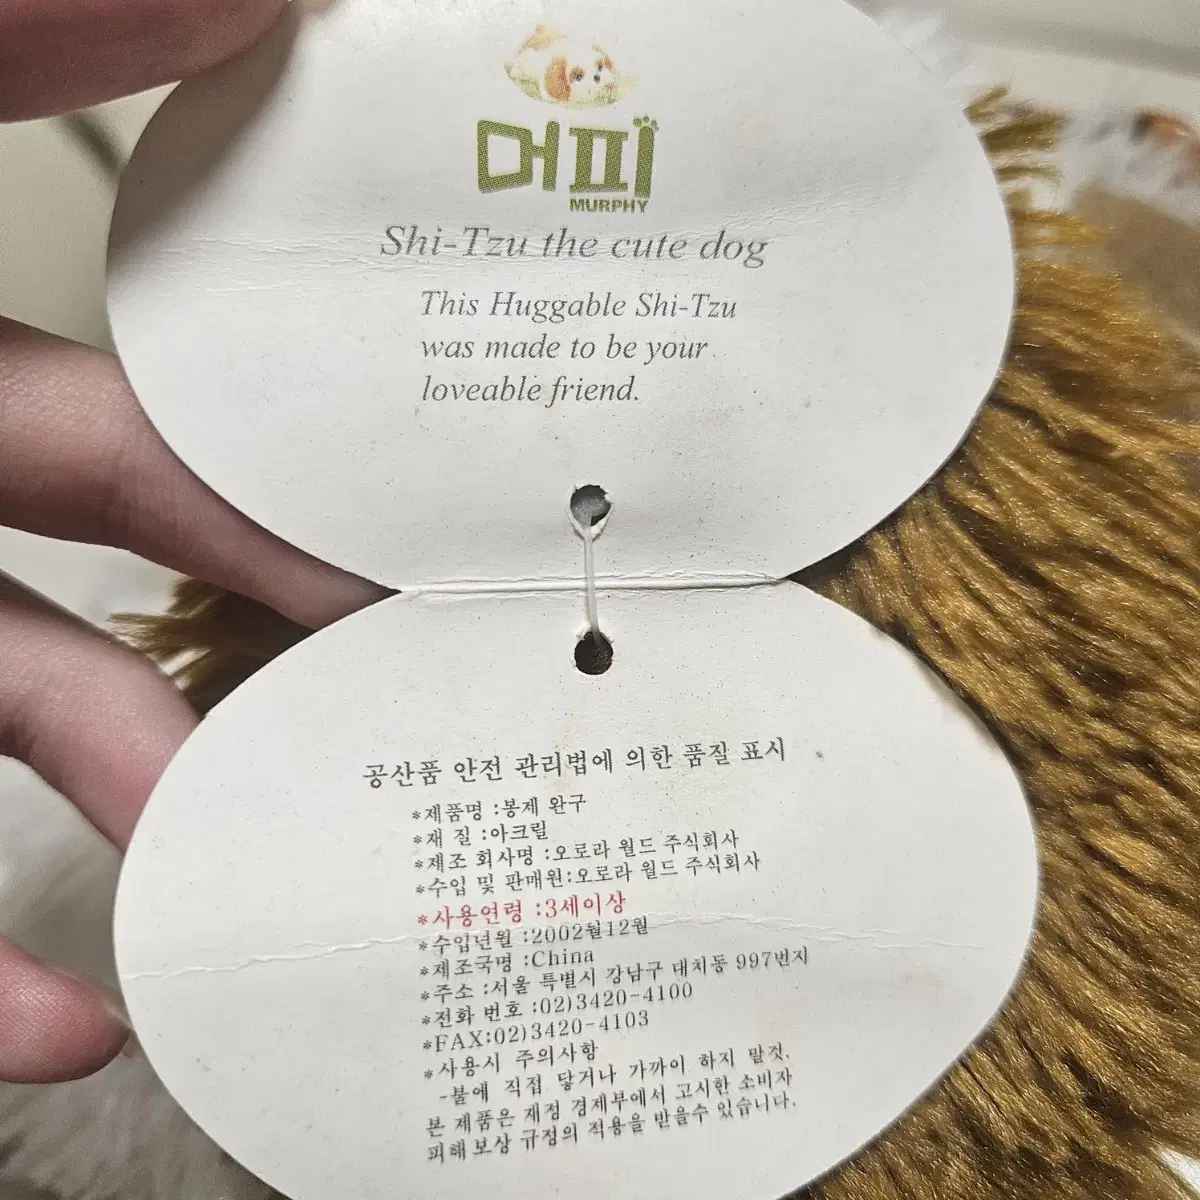 머피
MURPHY
Shi-Tzu the cute dog
This Huggable Shi-Tzu
was made to be your
loveable friend.
공산품 안전 관리법에 의한 품질 표시
*제품명 :봉제 완구
*재 질 :아크릴
*제조 회사명 :오로라 월드 주식회사
*수입 및 판매원:오로라 월드 주식회사
*사용연령 :3세이상
*수입년월 :2002월12월
*제조국명 :China
*주소 :서울 특별시 강남구 대치동 997번지
*전화 번호 :02)3420-4100
*FAX:02)3420-4103
*사용시 주의사항
-불에 직접 닿거나 가까이 하지 말것.
본 제품은 재정 경제부에서 고시한 소비자
피해보상 규정의 적용을 받을수 있습니다.